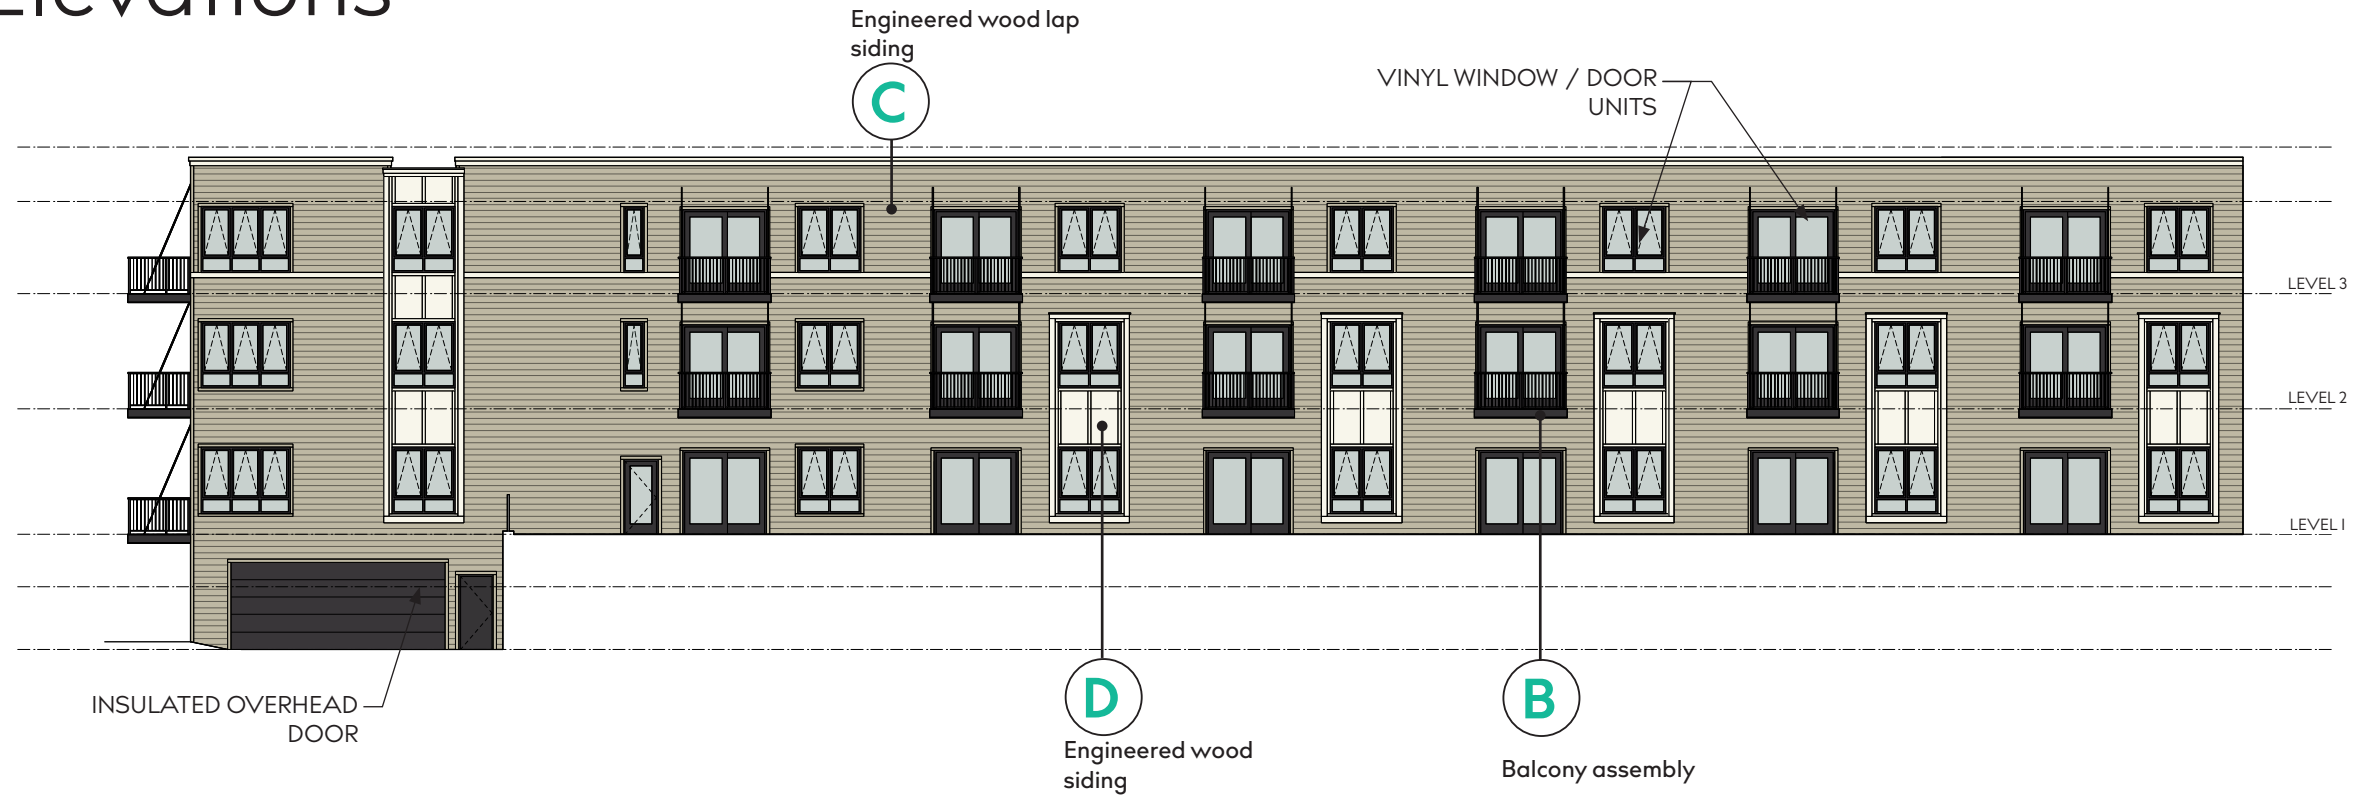 Elevations
Engineered wood lap
siding
C
VINYL WINDOW / DOOR
UNITS
LEVEL 3
LEVEL 2
LEVEL 1
INSULATED OVERHEAD
DOOR
D
Engineered wood
siding
B
Balcony assembly